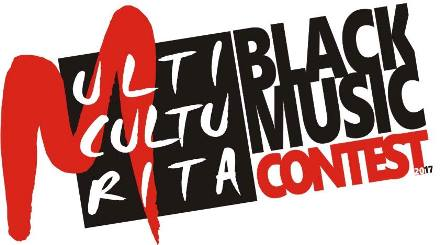 MULTI
CULTU
RITA
BLACK
MUSIC
CONTEST
2017